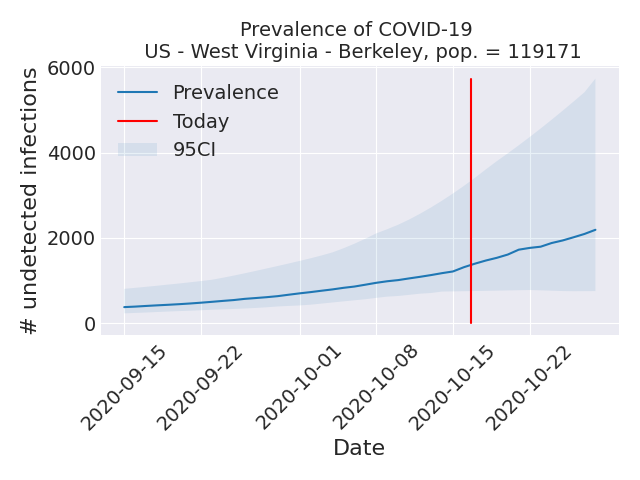 Prevalence of COVID-19
US - West Virginia - Berkeley, pop. = 119171
# undetected infections
6000
4000
2000
0
Prevalence
Today
95CI
2020-09-15
2020-09-22
2020-10-01
2020-10-08
2020-10-15
2020-10-22
Date